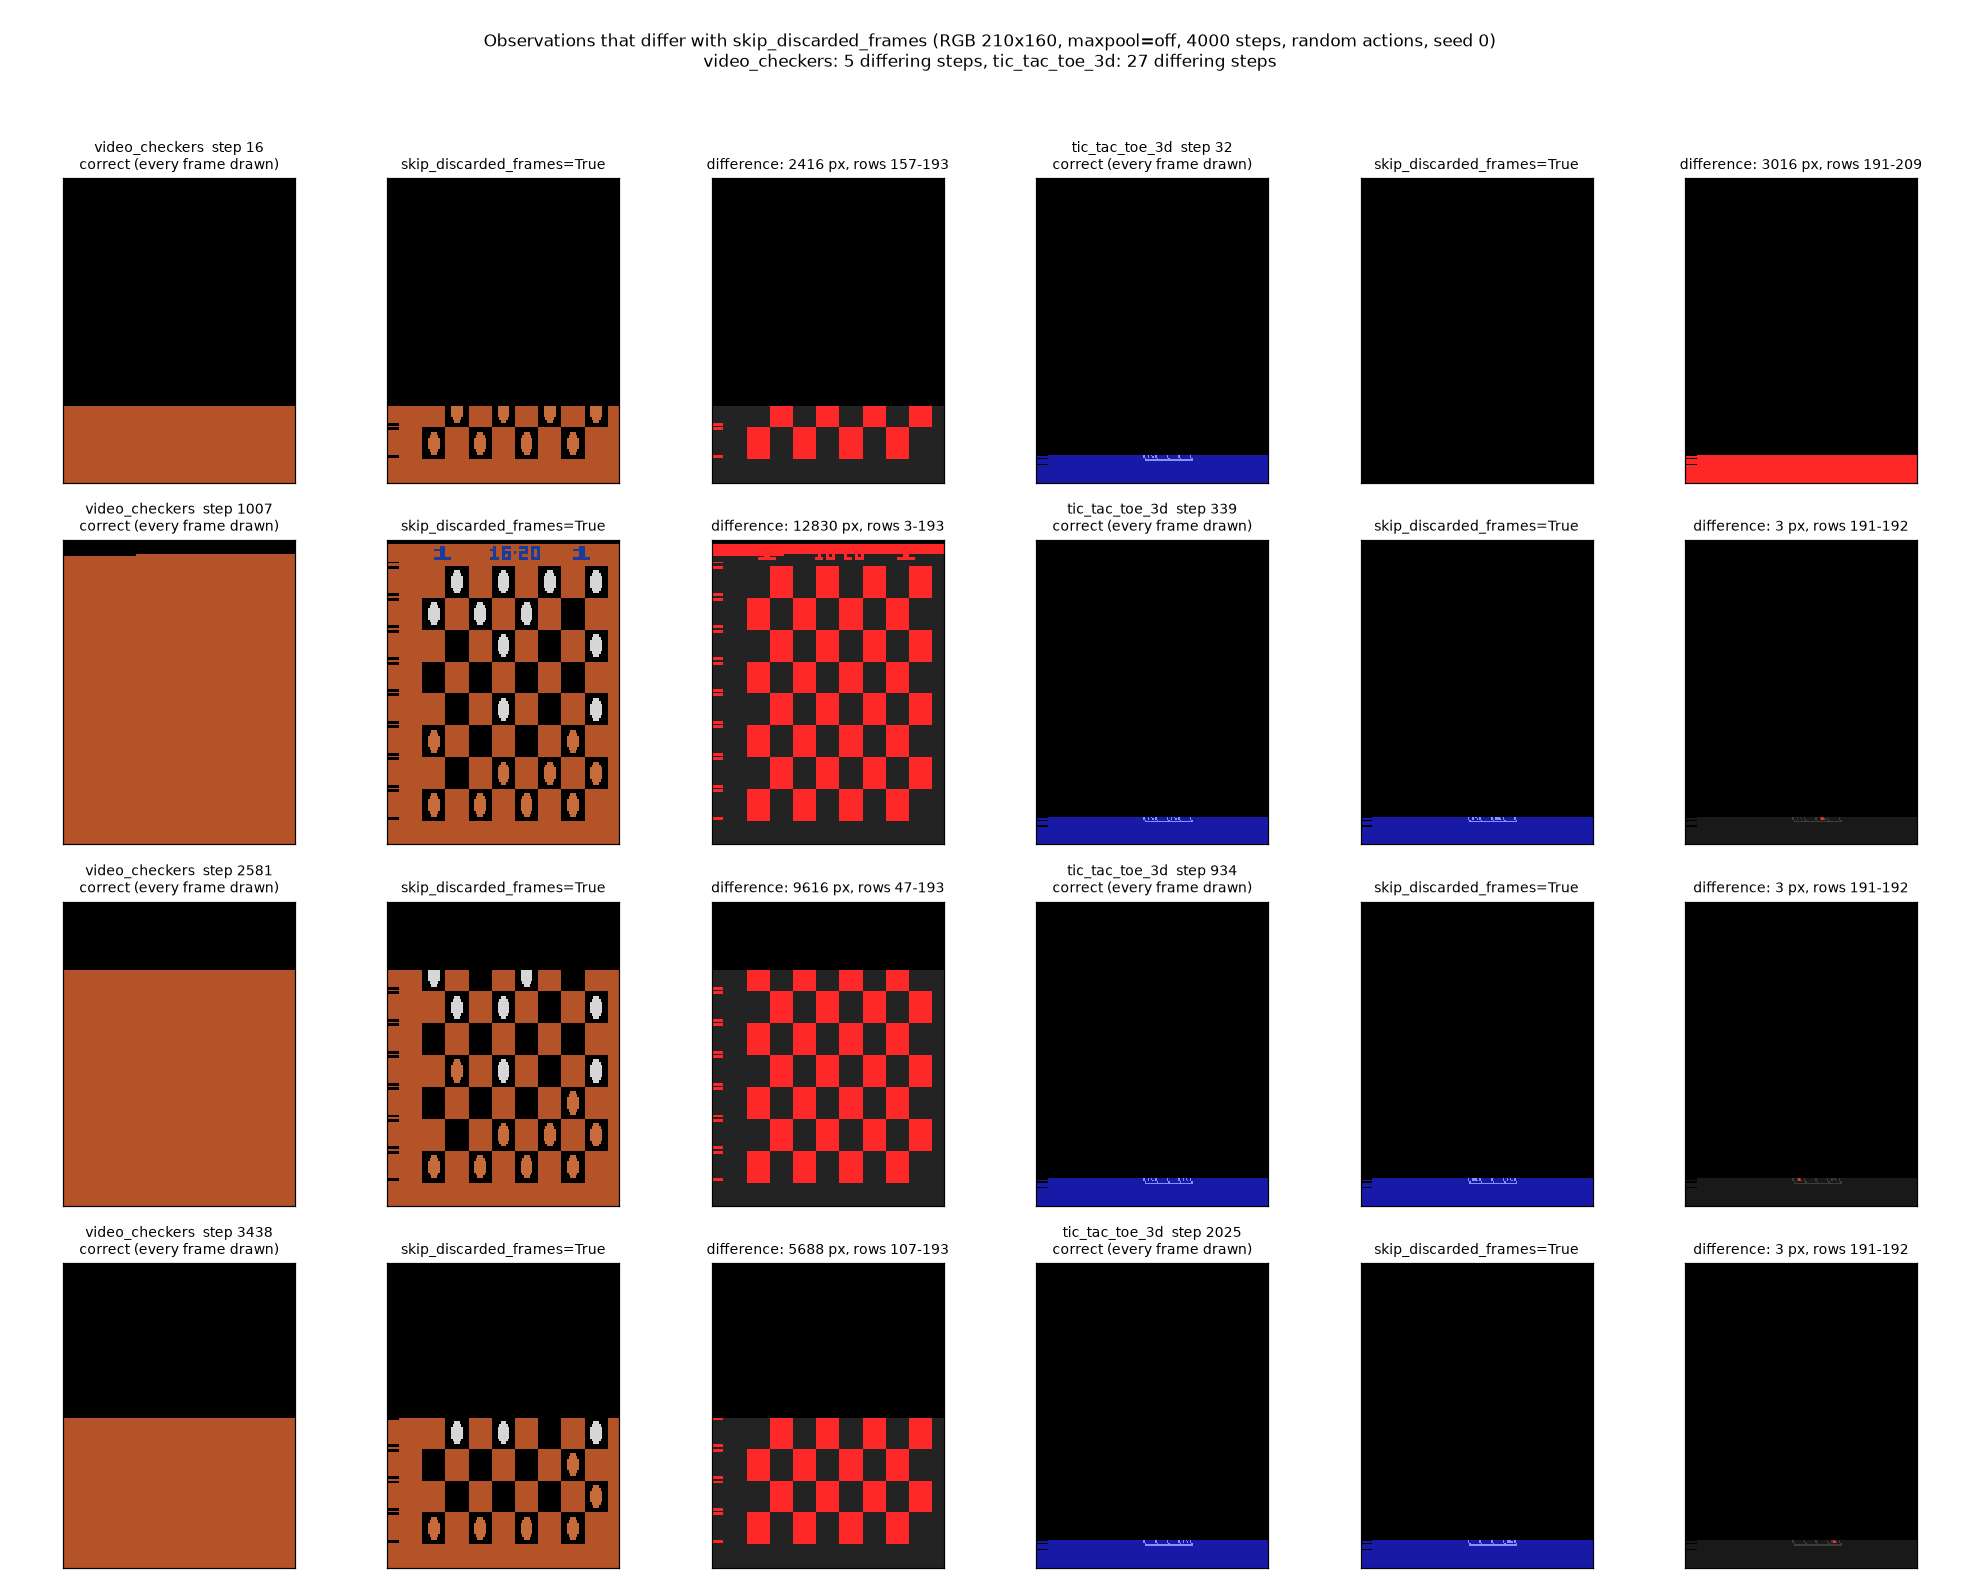 Observations that differ with skip_discarded_frames (RGB 210x160, maxpool=off, 4000 steps, random actions, seed 0)
video_checkers: 5 differing steps, tic_tac_toe_3d: 27 differing steps
video_checkers  step 16
correct (every frame drawn)
skip_discarded_frames=True
difference: 2416 px, rows 157-193
tic_tac_toe_3d  step 32
correct (every frame drawn)
skip_discarded_frames=True
difference: 3016 px, rows 191-209
video_checkers  step 1007
correct (every frame drawn)
skip_discarded_frames=True
1 16:20 1
difference: 12830 px, rows 3-193
tic_tac_toe_3d  step 339
correct (every frame drawn)
skip_discarded_frames=True
difference: 3 px, rows 191-192
video_checkers  step 2581
correct (every frame drawn)
skip_discarded_frames=True
difference: 9616 px, rows 47-193
tic_tac_toe_3d  step 934
correct (every frame drawn)
skip_discarded_frames=True
difference: 3 px, rows 191-192
video_checkers  step 3438
correct (every frame drawn)
skip_discarded_frames=True
difference: 5688 px, rows 107-193
tic_tac_toe_3d  step 2025
correct (every frame drawn)
skip_discarded_frames=True
difference: 3 px, rows 191-192